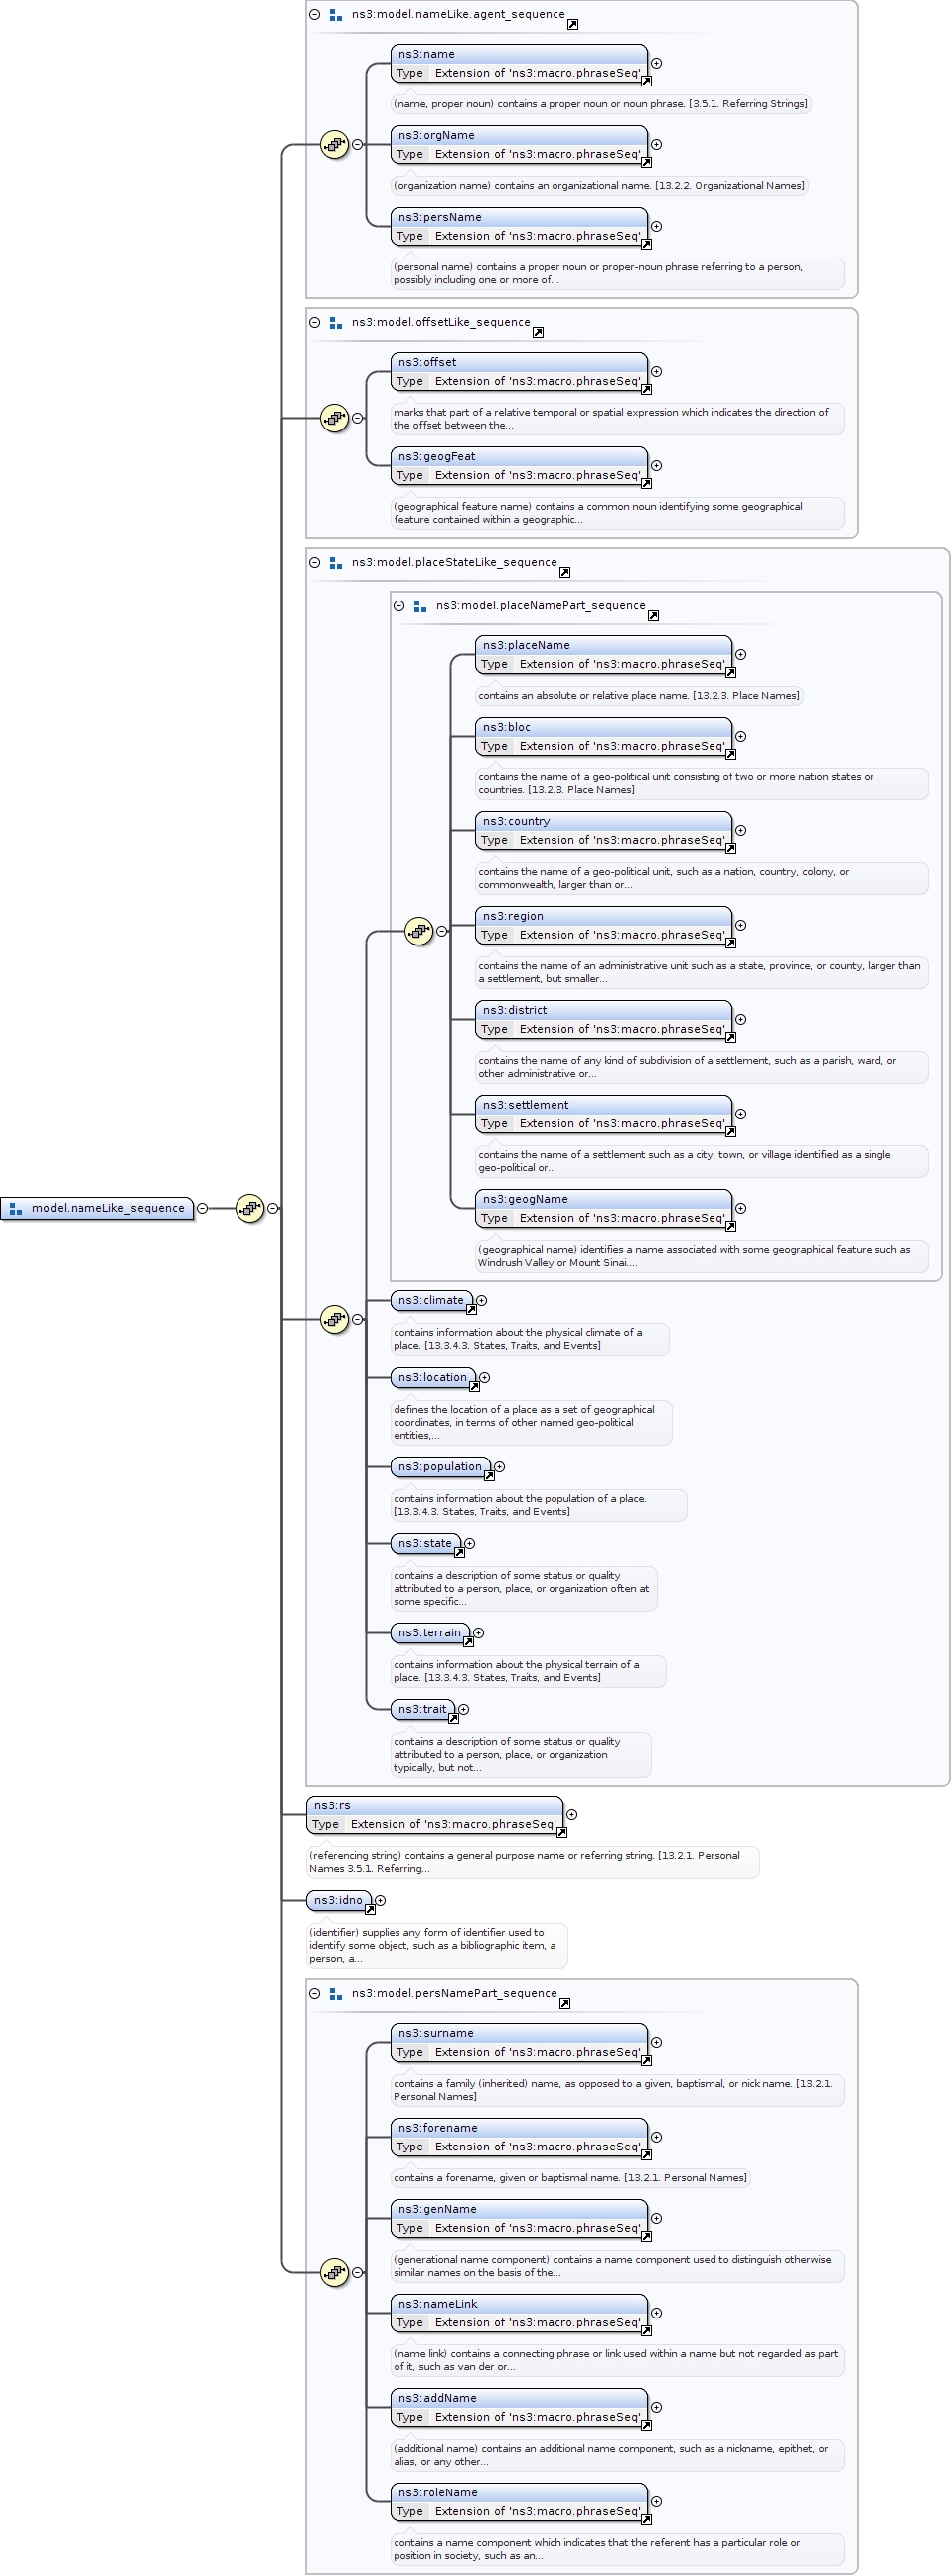 ns3:model.nameLike.agent_sequence
ns3:name
Type Extension of 'ns3:macro.phraseSeq'
(name, proper noun) contains a proper noun or noun phrase. [3.5.1. Referring Strings]
ns3:orgName
Type Extension of 'ns3:macro.phraseSeq'
(organization name) contains an organizational name. [13.2.2. Organizational Names]
ns3:persName
Type Extension of 'ns3:macro.phraseSeq'
(personal name) contains a proper noun or proper-noun phrase referring to a person,
possibly including one or more of...
ns3:model.offsetLike_sequence
ns3:offset
Type Extension of 'ns3:macro.phraseSeq'
marks that part of a relative temporal or spatial expression which indicates the direction of
the offset between the...
ns3:geogFeat
Type Extension of 'ns3:macro.phraseSeq'
(geographical feature name) contains a common noun identifying some geographical
feature contained within a geographic...
ns3:model.placeStateLike_sequence
ns3:model.placeNamePart_sequence
ns3:placeName
Type Extension of 'ns3:macro.phraseSeq'
contains an absolute or relative place name. [13.2.3. Place Names]
ns3:bloc
Type Extension of 'ns3:macro.phraseSeq'
contains the name of a geo-political unit consisting of two or more nation states or
countries. [13.2.3. Place Names]
ns3:country
Type Extension of 'ns3:macro.phraseSeq'
contains the name of a geo-political unit, such as a nation, country, colony, or
commonwealth, larger than or...
ns3:region
Type Extension of 'ns3:macro.phraseSeq'
contains the name of an administrative unit such as a state, province, or county, larger than
a settlement, but smaller...
ns3:district
Type Extension of 'ns3:macro.phraseSeq'
contains the name of any kind of subdivision of a settlement, such as a parish, ward, or
other administrative or...
ns3:settlement
Type Extension of 'ns3:macro.phraseSeq'
contains the name of a settlement such as a city, town, or village identified as a single
geo-political or...
ns3:geogName
Type Extension of 'ns3:macro.phraseSeq'
(geographical name) identifies a name associated with some geographical feature such as
Windrush Valley or Mount Sinai....
model.nameLike_sequence
ns3:climate
contains information about the physical climate of a
place. [13.3.4.3. States, Traits, and Events]
ns3:location
defines the location of a place as a set of geographical
coordinates, in terms of other named geo-political
entities,...
ns3:population
contains information about the population of a place.
[13.3.4.3. States, Traits, and Events]
ns3:state
contains a description of some status or quality
attributed to a person, place, or organization often at
some specific...
ns3:terrain
contains information about the physical terrain of a
place. [13.3.4.3. States, Traits, and Events]
ns3:trait
contains a description of some status or quality
attributed to a person, place, or organization
typically, but not...
ns3:rs
Type Extension of 'ns3:macro.phraseSeq'
(referencing string) contains a general purpose name or referring string. [13.2.1. Personal
Names 3.5.1. Referring...
ns3:idno
(identifier) supplies any form of identifier used to
identify some object, such as a bibliographic item, a
person, a...
ns3:model.persNamePart_sequence
ns3:surname
Type Extension of 'ns3:macro.phraseSeq'
contains a family (inherited) name, as opposed to a given, baptismal, or nick name. [13.2.1.
Personal Names]
ns3:forename
Type Extension of 'ns3:macro.phraseSeq'
contains a forename, given or baptismal name. [13.2.1. Personal Names]
ns3:genName
Type Extension of 'ns3:macro.phraseSeq'
(generational name component) contains a name component used to distinguish otherwise
similar names on the basis of the...
ns3:nameLink
Type Extension of 'ns3:macro.phraseSeq'
(name link) contains a connecting phrase or link used within a name but not regarded as part
of it, such as van der or...
ns3:addName
Type Extension of 'ns3:macro.phraseSeq'
(additional name) contains an additional name component, such as a nickname, epithet, or
alias, or any other...
ns3:roleName
Type Extension of 'ns3:macro.phraseSeq'
contains a name component which indicates that the referent has a particular role or
position in society, such as an...